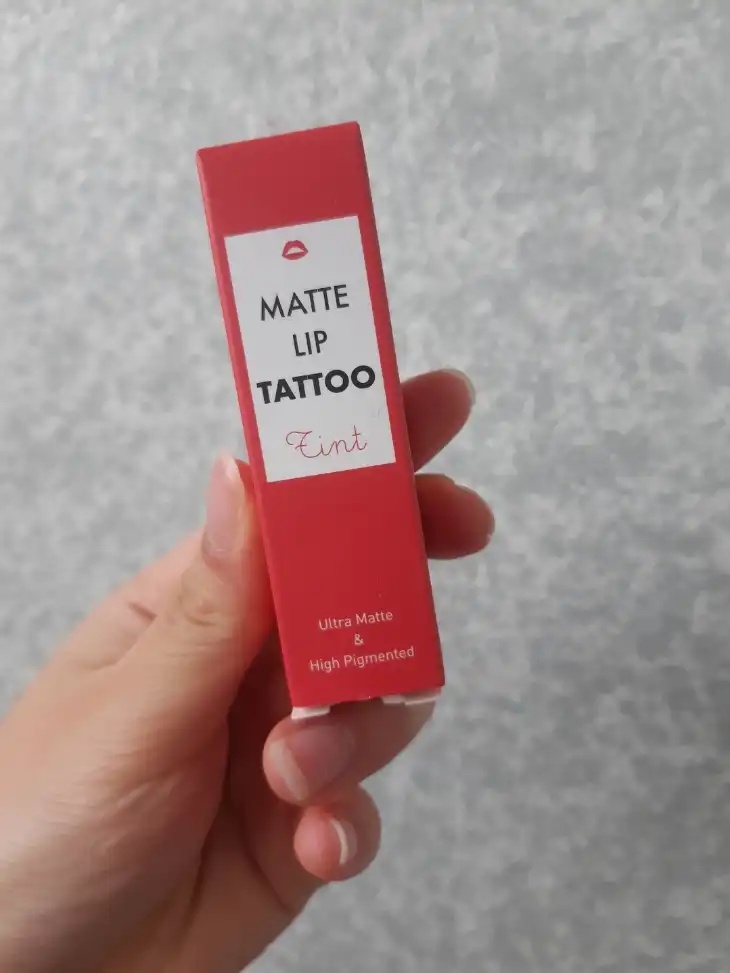 MATTE
LIP
TATTOO
Tint
Ultra Matte
&
High Pigmented